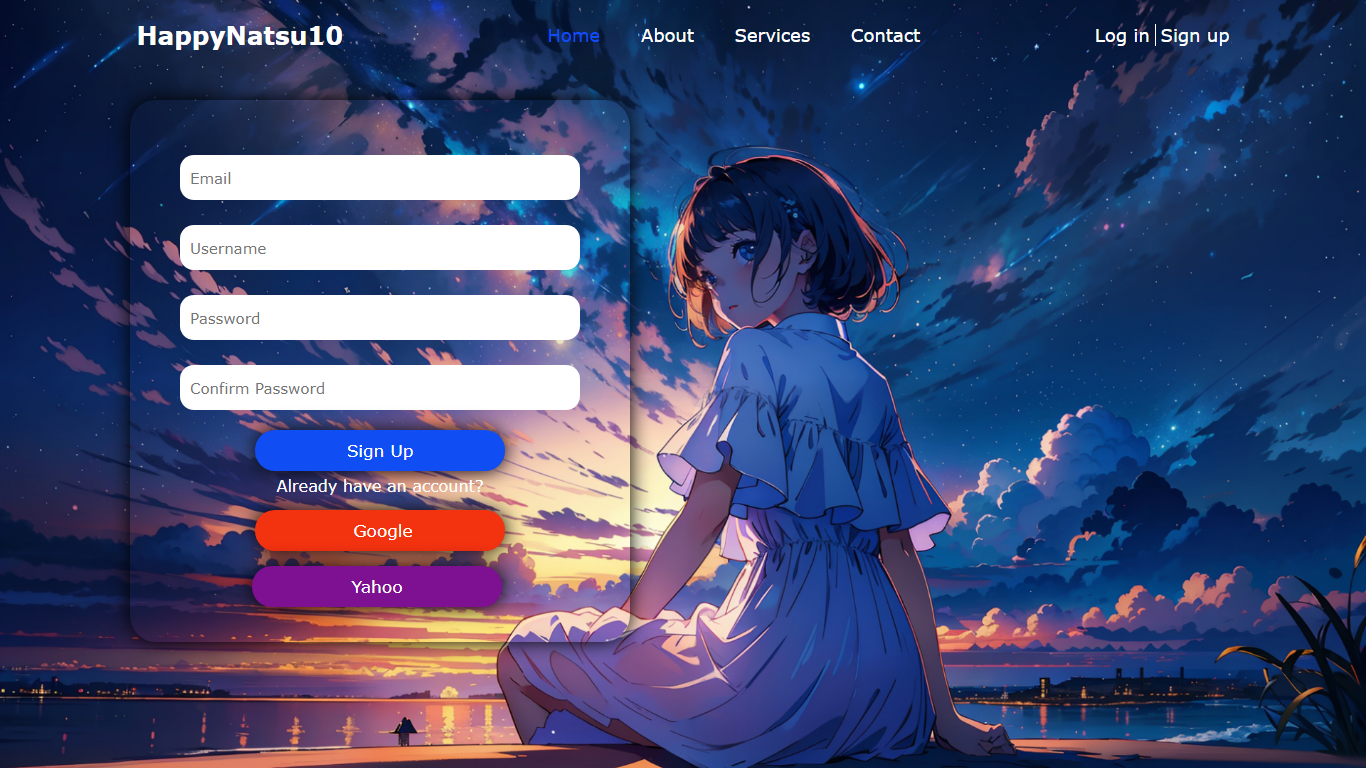 HappyNatsu10 Home About Services Contact Log in Sign up
Email
Username
Password
Confirm Password
Sign Up
Already have an account?
Google
Yahoo